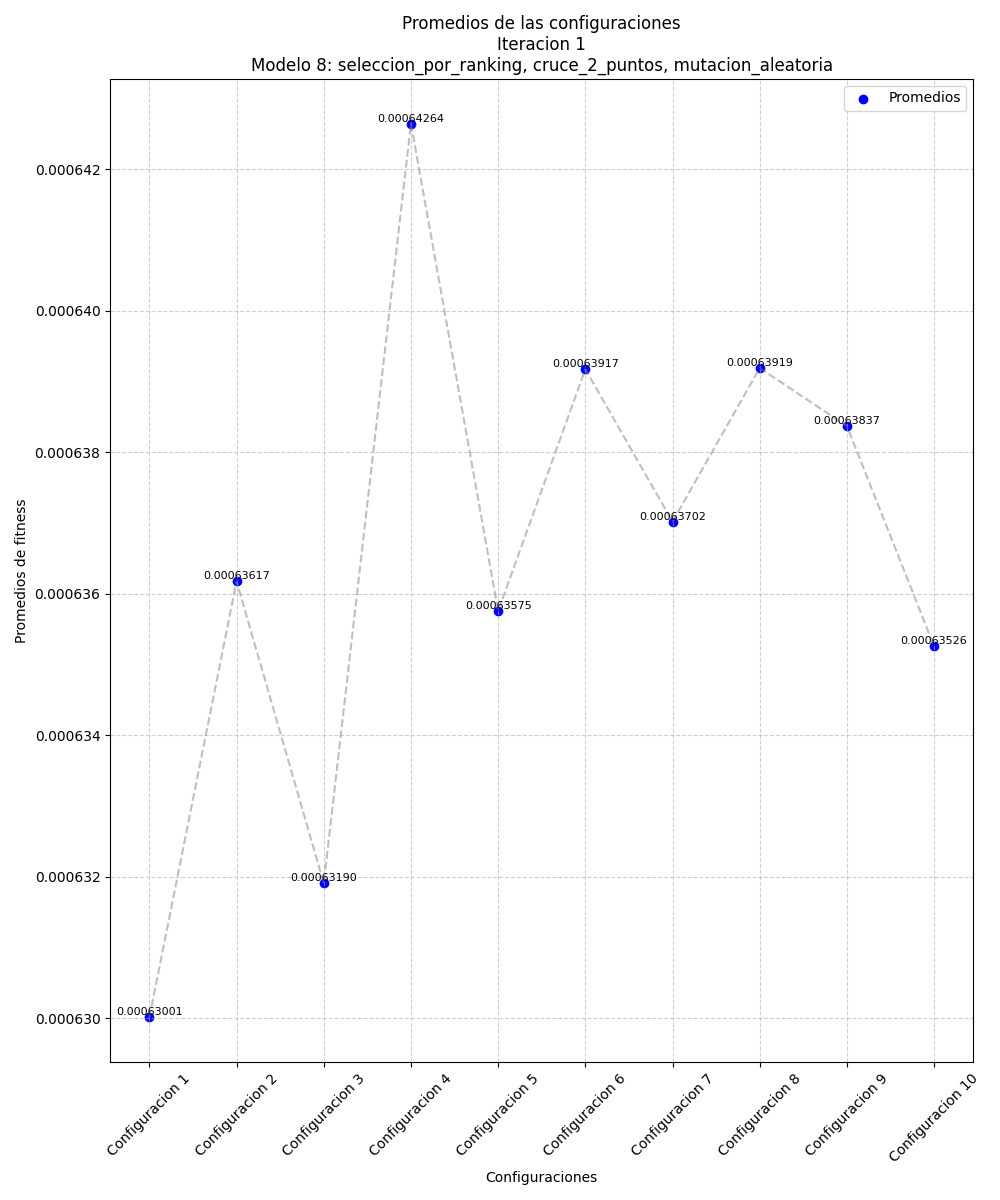 Promedios de las configuraciones
Iteracion 1
Modelo 8: seleccion_por_ranking, cruce_2_puntos, mutacion_aleatoria
Promedios
0.00064264
0.00063917
0.00063919
0.00063837
0.00063702
0.00063617
0.00063575
0.00063526
0.00063190
0.00063001
0.000642
0.000640
0.000638
0.000636
0.000634
0.000632
0.000630
Promedios de fitness
Configuracion 1
Configuracion 2
Configuracion 3
Configuracion 4
Configuracion 5
Configuracion 6
Configuracion 7
Configuracion 8
Configuracion 9
Configuracion 10
Configuraciones